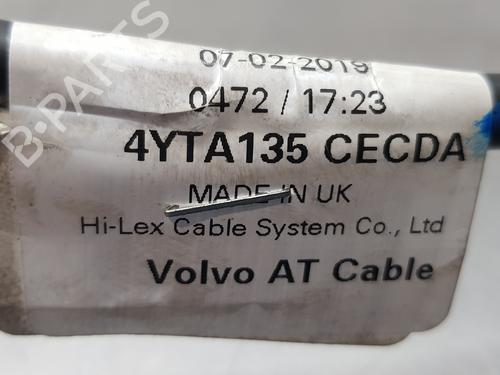 07-02-2019
0472 / 17:23
4YTA135 CECDA
MADE IN UK
Hi-Lex Cable System Co., Ltd
Volvo AT Cable
B-PARTS